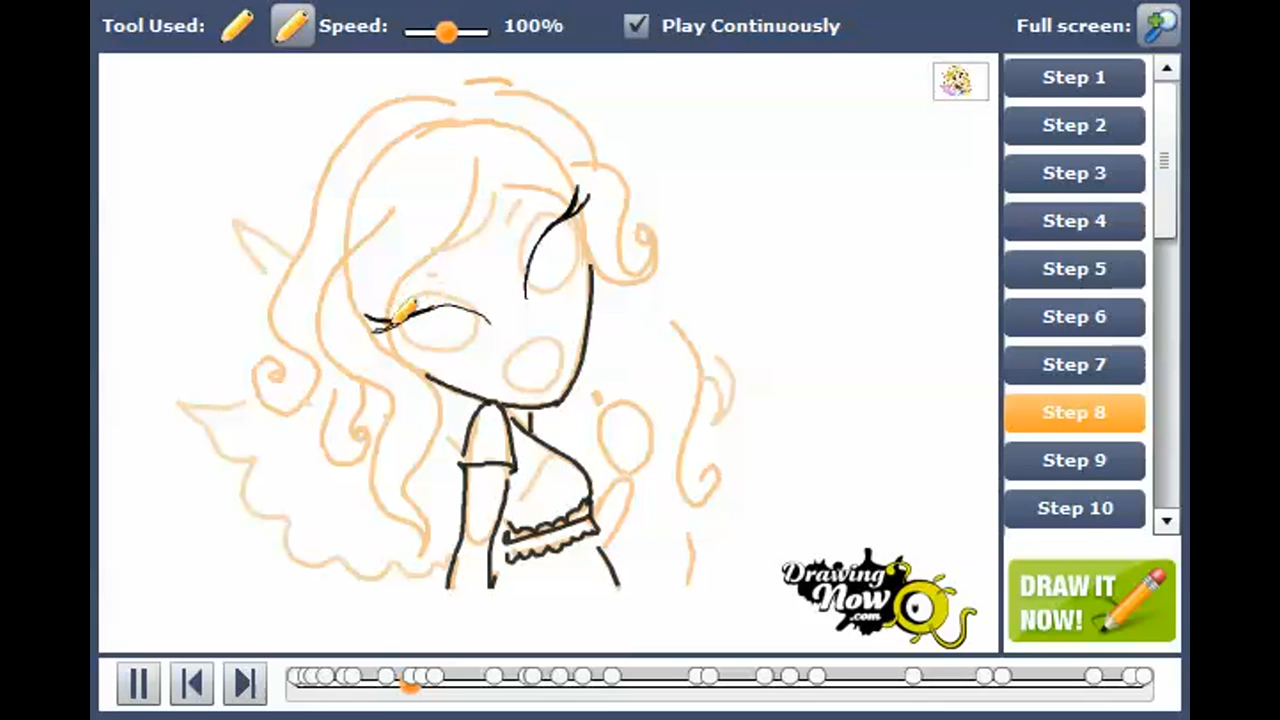 Tool Used: Speed: 100% Play Continuously Full screen:
Step 1
Step 2
Step 3
Step 4
Step 5
Step 6
Step 7
Step 8
Step 9
Step 10
Drawing
Now
.com
DRAW IT
NOW!